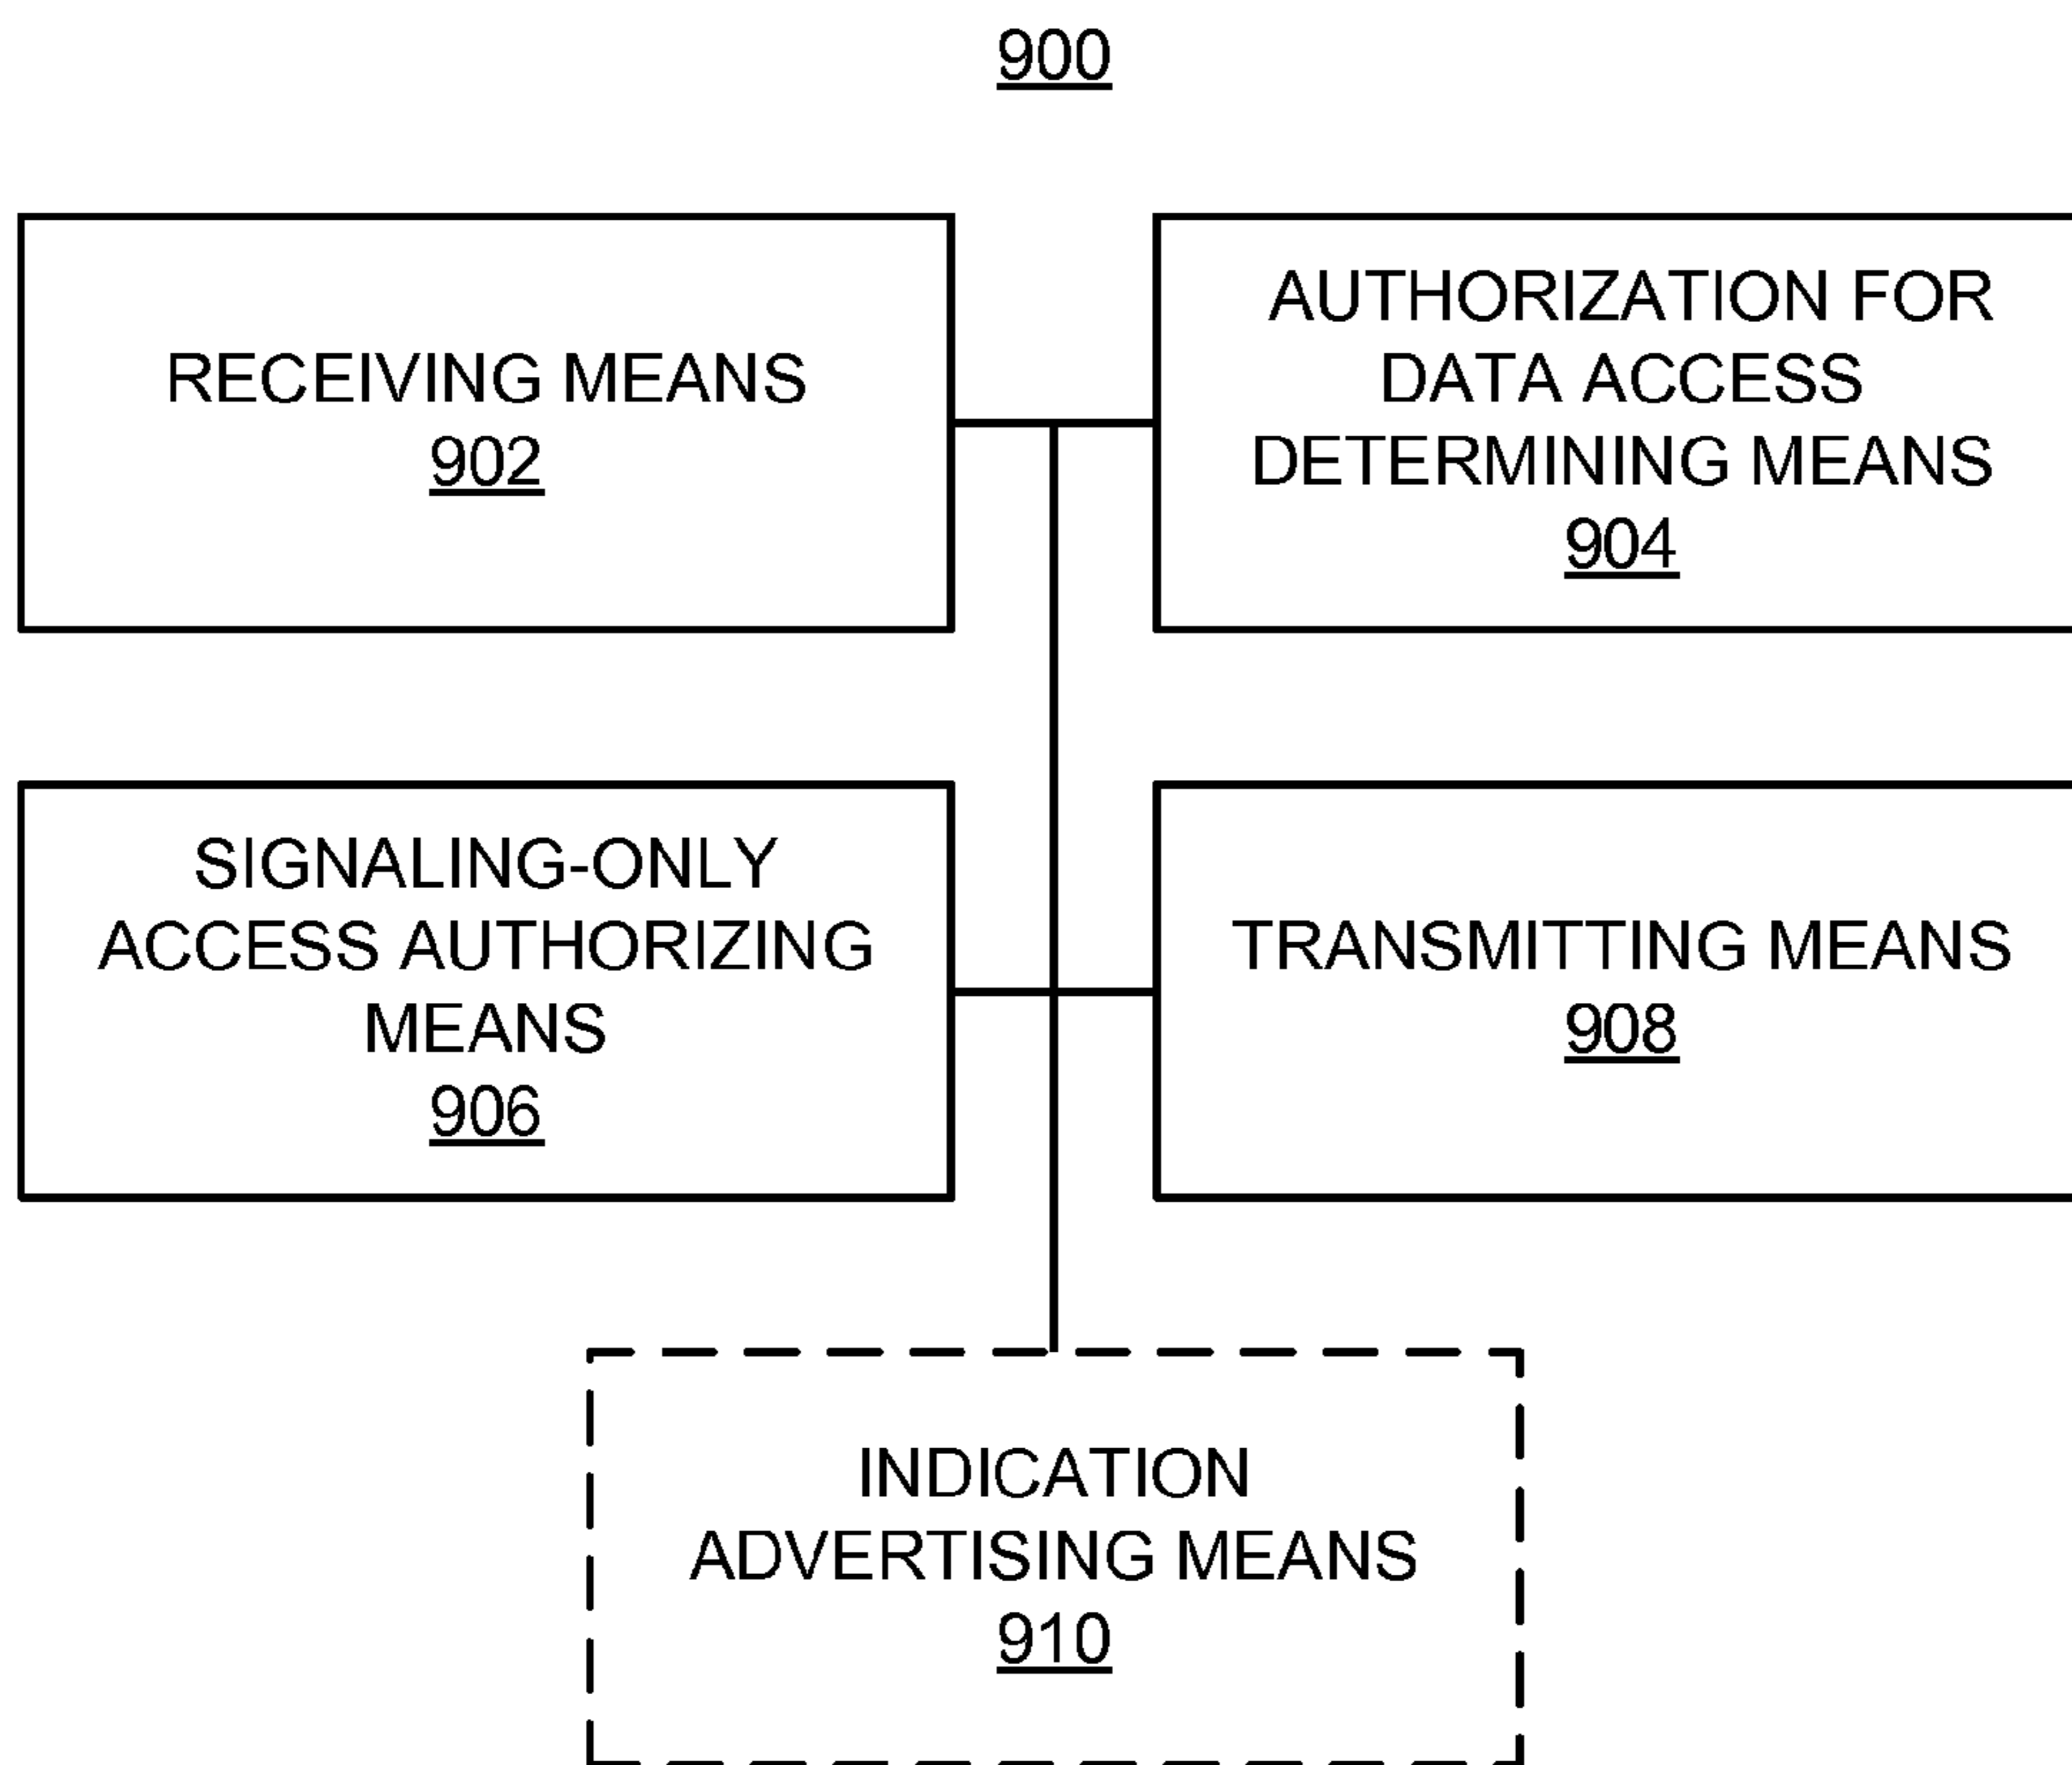 900
RECEIVING MEANS
902
AUTHORIZATION FOR
DATA ACCESS
DETERMINING MEANS
904
SIGNALING-ONLY
ACCESS AUTHORIZING
MEANS
906
TRANSMITTING MEANS
908
INDICATION
ADVERTISING MEANS
910